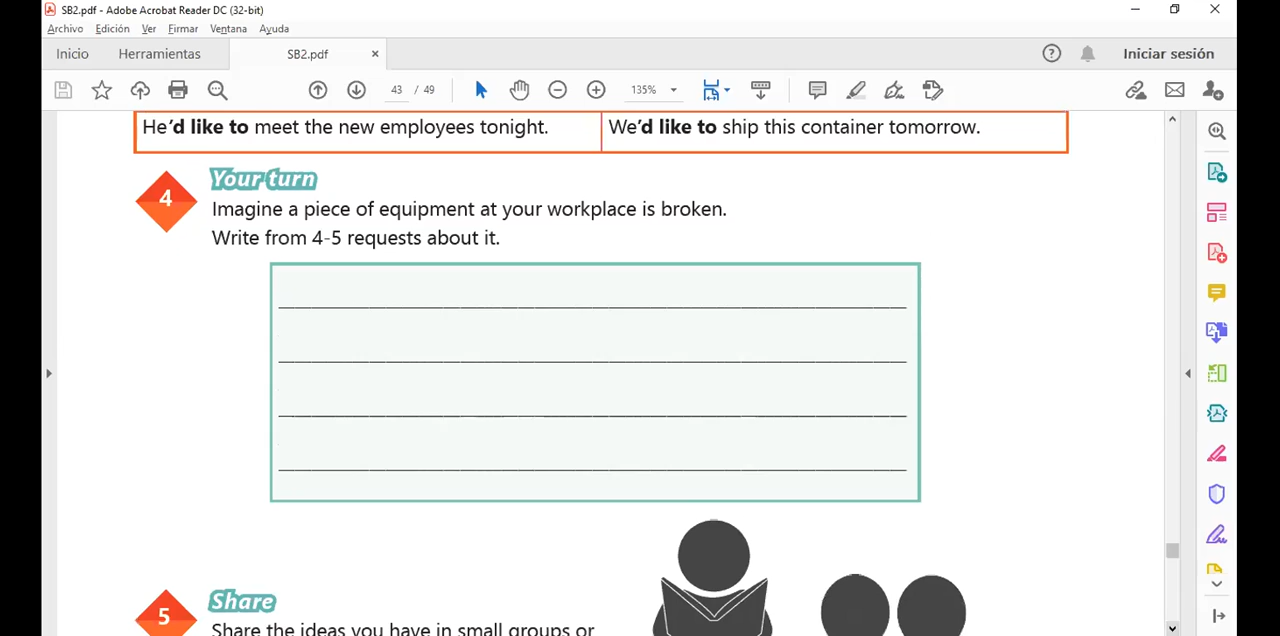 SB2.pdf - Adobe Acrobat Reader DC (32-bit)
Archivo Edición Ver Firmar Ventana Ayuda
Inicio Herramientas SB2.pdf × Iniciar sesión
43 / 49 135%
He'd like to meet the new employees tonight. We'd like to ship this container tomorrow.
4 Your turn
Imagine a piece of equipment at your workplace is broken.
Write from 4-5 requests about it.
5 Share
Share the ideas you have in small groups or